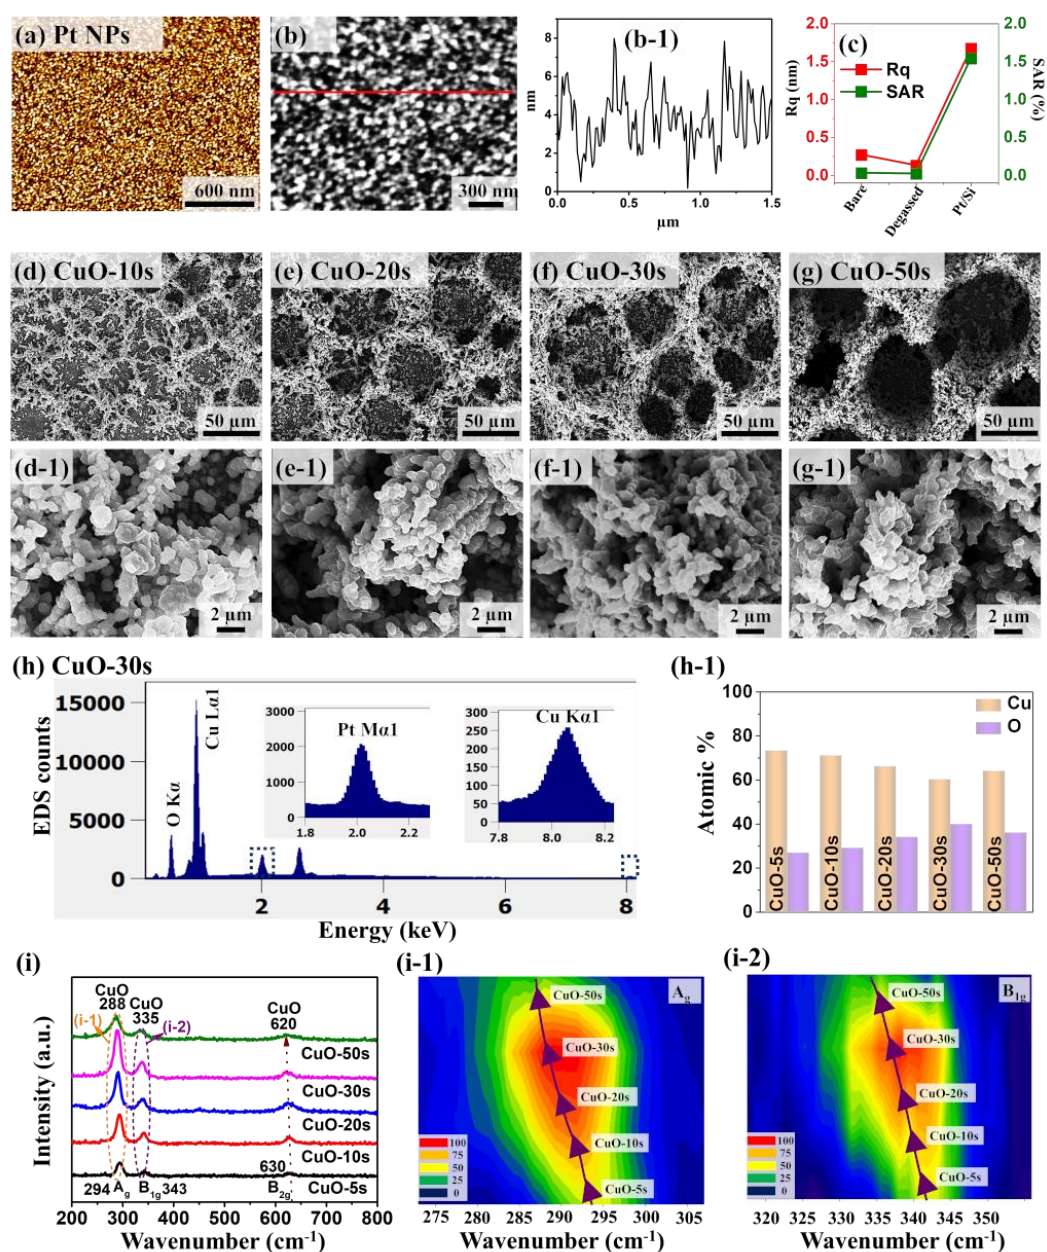 (a) Pt NPs
600 nm
(b)
300 nm
(b-1)
nm
8
6
4
2
0
0.0 0.5 1.0 1.5
µm
(c)
Rq
SAR
Rq (nm)
2.0
1.5
1.0
0.5
0.0
SAR (%)
2.0
1.5
1.0
0.5
0.0
Bare
Degassed
Pt/Si
(d) CuO-10s
50 µm
(e) CuO-20s
50 µm
(f) CuO-30s
50 µm
(g) CuO-50s
50 µm
(d-1)
2 µm
(e-1)
2 µm
(f-1)
2 µm
(g-1)
2 µm
(h) CuO-30s
EDS counts
15000
10000
5000
0
O Kα
Cu Lα1
Pt Mα1
3000
2000
1000
0
1.8 2.0 2.2
Cu Kα1
300
250
200
150
100
50
0
7.8 8.0 8.2
2 4 6 8
Energy (keV)
(h-1)
Atomic %
100
80
60
40
20
0
Cu
O
CuO-5s
CuO-10s
CuO-20s
CuO-30s
CuO-50s
(i)
Intensity (a.u.)
CuO
288
CuO
335
CuO
620
(i-1)
(i-2)
CuO-50s
CuO-30s
CuO-20s
CuO-10s
630
CuO-5s
294 Ag B1g 343 B2g
200 300 400 500 600 700 800
Wavenumber (cm-1)
(i-1)
Ag
CuO-50s
CuO-30s
CuO-20s
CuO-10s
CuO-5s
100
75
50
25
0
275 280 285 290 295 300 305
Wavenumber (cm-1)
(i-2)
B1g
CuO-50s
CuO-30s
CuO-20s
CuO-10s
CuO-5s
100
75
50
25
0
320 325 330 335 340 345 350
Wavenumber (cm-1)